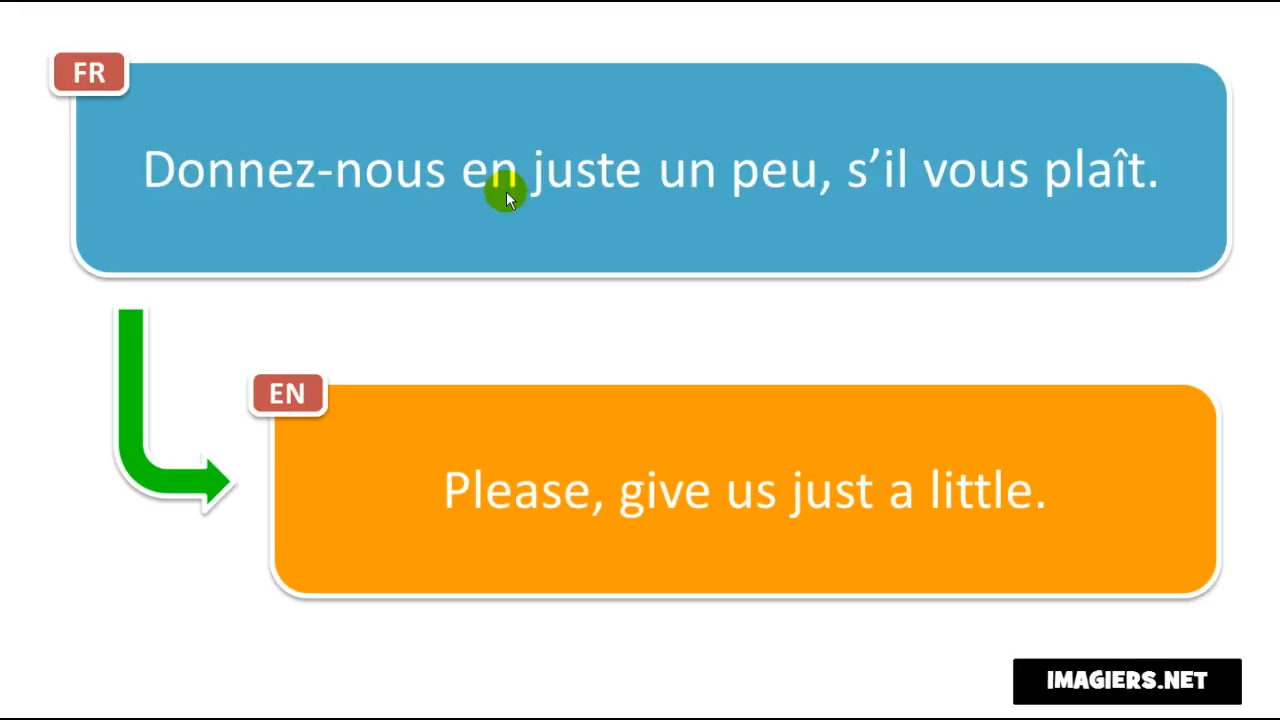 FR
Donnez-nous en juste un peu, s’il vous plaît.
EN
Please, give us just a little.
IMAGIERS.NET